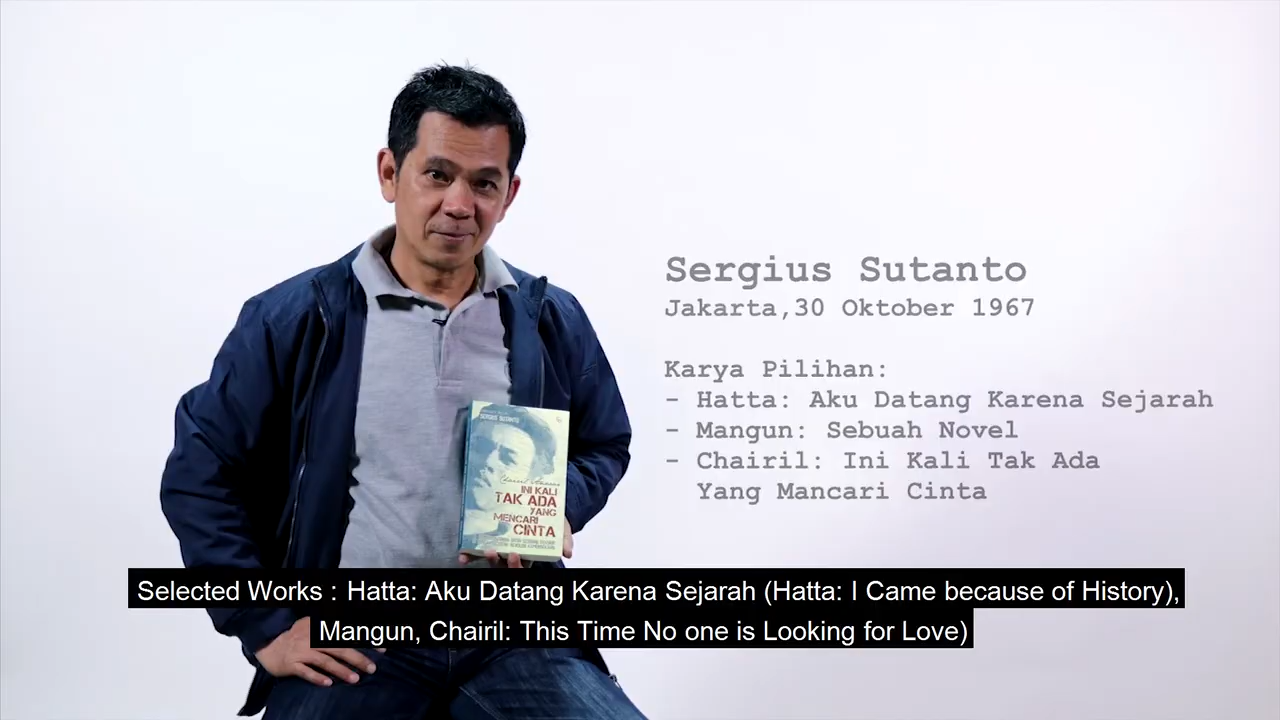 Sergius Sutanto
Jakarta,30 Oktober 1967
Karya Pilihan:
- Hatta: Aku Datang Karena Sejarah
- Mangun: Sebuah Novel
- Chairil: Ini Kali Tak Ada
Yang Mancari Cinta
SERGIUS SUTANTO
Chairil Anwar
INI KALI
TAK ADA
YANG
MENCARI
CINTA
Selected Works : Hatta: Aku Datang Karena Sejarah (Hatta: I Came because of History),
Mangun, Chairil: This Time No one is Looking for Love)